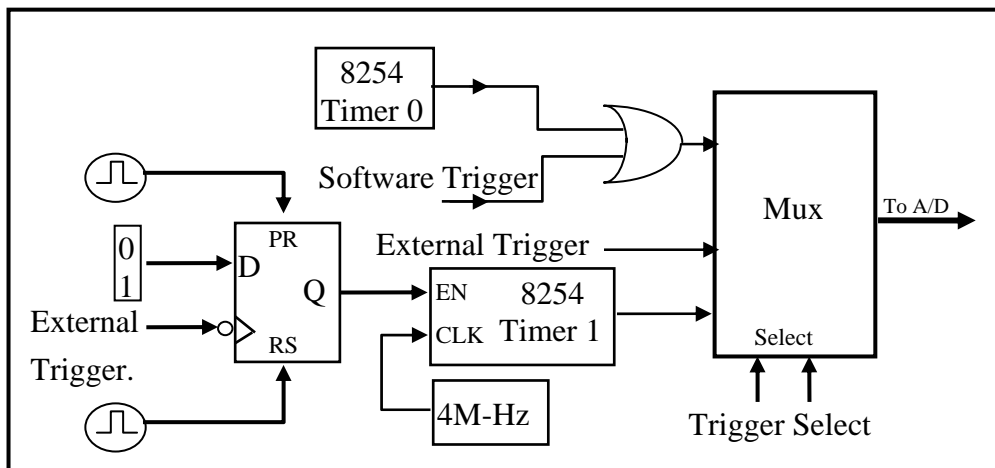 8254
Timer 0
Software Trigger
Mux
To A/D
PR
0
1
D
Q
External Trigger
EN
8254
CLK
Timer 1
External
Trigger.
RS
Select
4M-Hz
Trigger Select